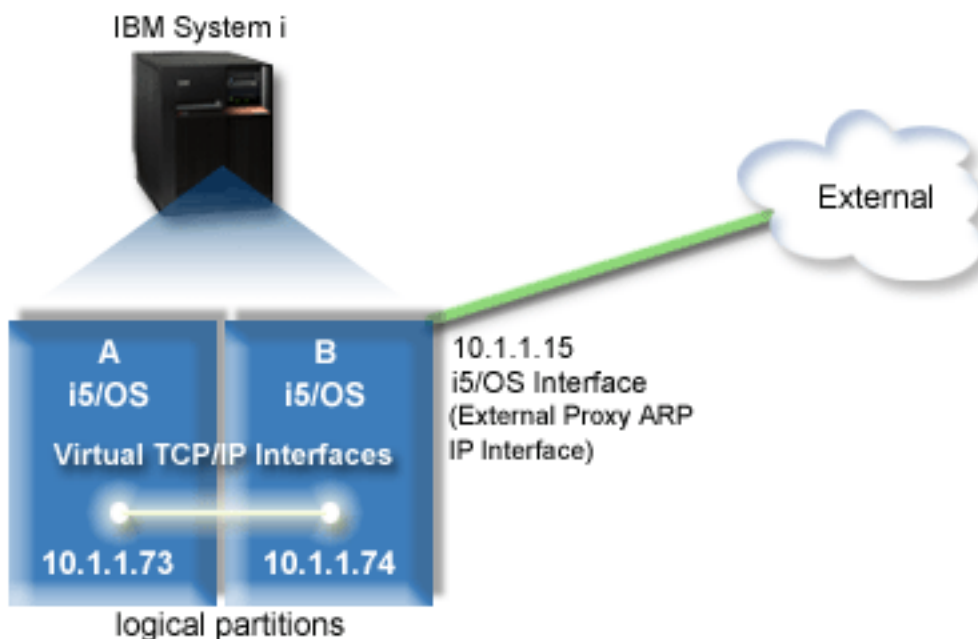 IBM System i
External
A
i5/OS
B
i5/OS
10.1.1.15
i5/OS Interface
(External Proxy ARP
IP Interface)
Virtual TCP/IP Interfaces
10.1.1.73
10.1.1.74
logical partitions